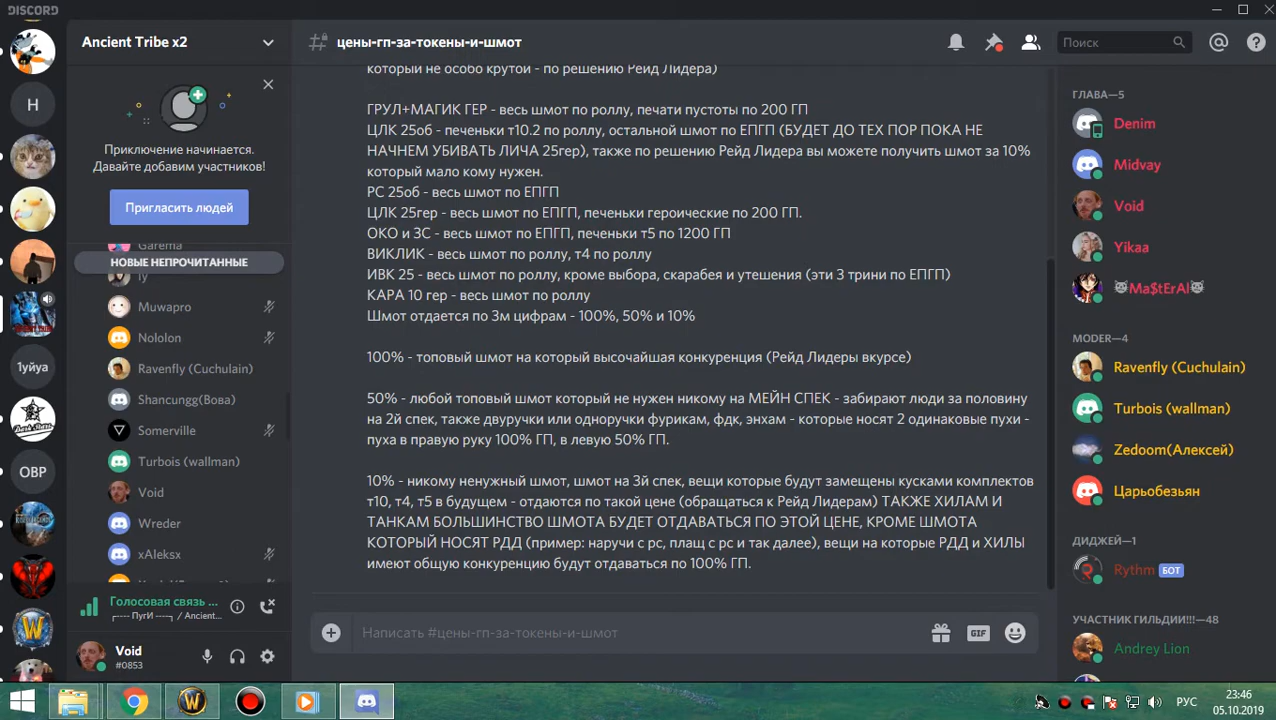 DISCORD
Ancient Tribe x2
Приключение начинается.
Давайте добавим участников!
Пригласить людей
Garema
НОВЫЕ НЕПРОЧИТАННЫЕ
Muwapro
Nololon
Ravenfly (Cuchulain)
Shancungg(Вова)
Somerville
Turbois (wallman)
Void
Wreder
xAleksx
Голосовая связь ...
ПугИ / Ancient...
Void
#0853
H
1уйуа
ОВР
цены-гп-за-токены-и-шмот
Поиск
который не особо крутой - по решению Рейд Лидера)
ГРУЛ+МАГИК ГЕР - весь шмот по роллу, печати пустоты по 200 ГП
ЦЛК 25об - печеньки т10.2 по роллу, остальной шмот по ЕПГП (БУДЕТ ДО ТЕХ ПОР ПОКА НЕ
НАЧНЕМ УБИВАТЬ ЛИЧА 25гер), также по решению Рейд Лидера вы можете получить шмот за 10%
который мало кому нужен.
РС 25об - весь шмот по ЕПГП
ЦЛК 25гер - весь шмот по ЕПГП, печеньки героические по 200 ГП.
ОКО и ЗС - весь шмот по ЕПГП, печеньки т5 по 1200 ГП
ВИКЛИК - весь шмот по роллу, т4 по роллу
ИВК 25 - весь шмот по роллу, кроме выбора, скарабея и утешения (эти 3 трини по ЕПГП)
КАРА 10 гер - весь шмот по роллу
Шмот отдается по 3м цифрам - 100%, 50% и 10%
100% - топовый шмот на который высочайшая конкуренция (Рейд Лидеры вкурсе)
50% - любой топовый шмот который не нужен никому на МЕЙН СПЕК - забирают люди за половину
на 2й спек, также двуручки или одноручки фурикам, фдк, энхам - которые носят 2 одинаковые пухи -
пуха в правую руку 100% ГП, в левую 50% ГП.
10% - никому ненужный шмот, шмот на 3й спек, вещи которые будут замещены кусками комплектов
т10, т4, т5 в будущем - отдаются по такой цене (обращаться к Рейд Лидерам) ТАКЖЕ ХИЛАМ И
ТАНКАМ БОЛЬШИНСТВО ШМОТА БУДЕТ ОТДАВАТЬСЯ ПО ЭТОЙ ЦЕНЕ, КРОМЕ ШМОТА
КОТОРЫЙ НОСЯТ РДД (пример: наручи с рс, плащ с рс и так далее), вещи на которые РДД и ХИЛЫ
имеют общую конкуренцию будут отдаваться по 100% ГП.
Написать #цены-гп-за-токены-и-шмот
GIF
ГЛАВА—5
Denim
Midvay
Void
Yikaa
😈Ma$tErAl😈
MODER—4
Ravenfly (Cuchulain)
Turbois (wallman)
Zedoom(Алексей)
Царьобезьян
ДИДЖЕЙ—1
Rythm БОТ
УЧАСТНИК ГИЛЬДИИ!!!—48
Andrey Lion
РУС
23:46
05.10.2019